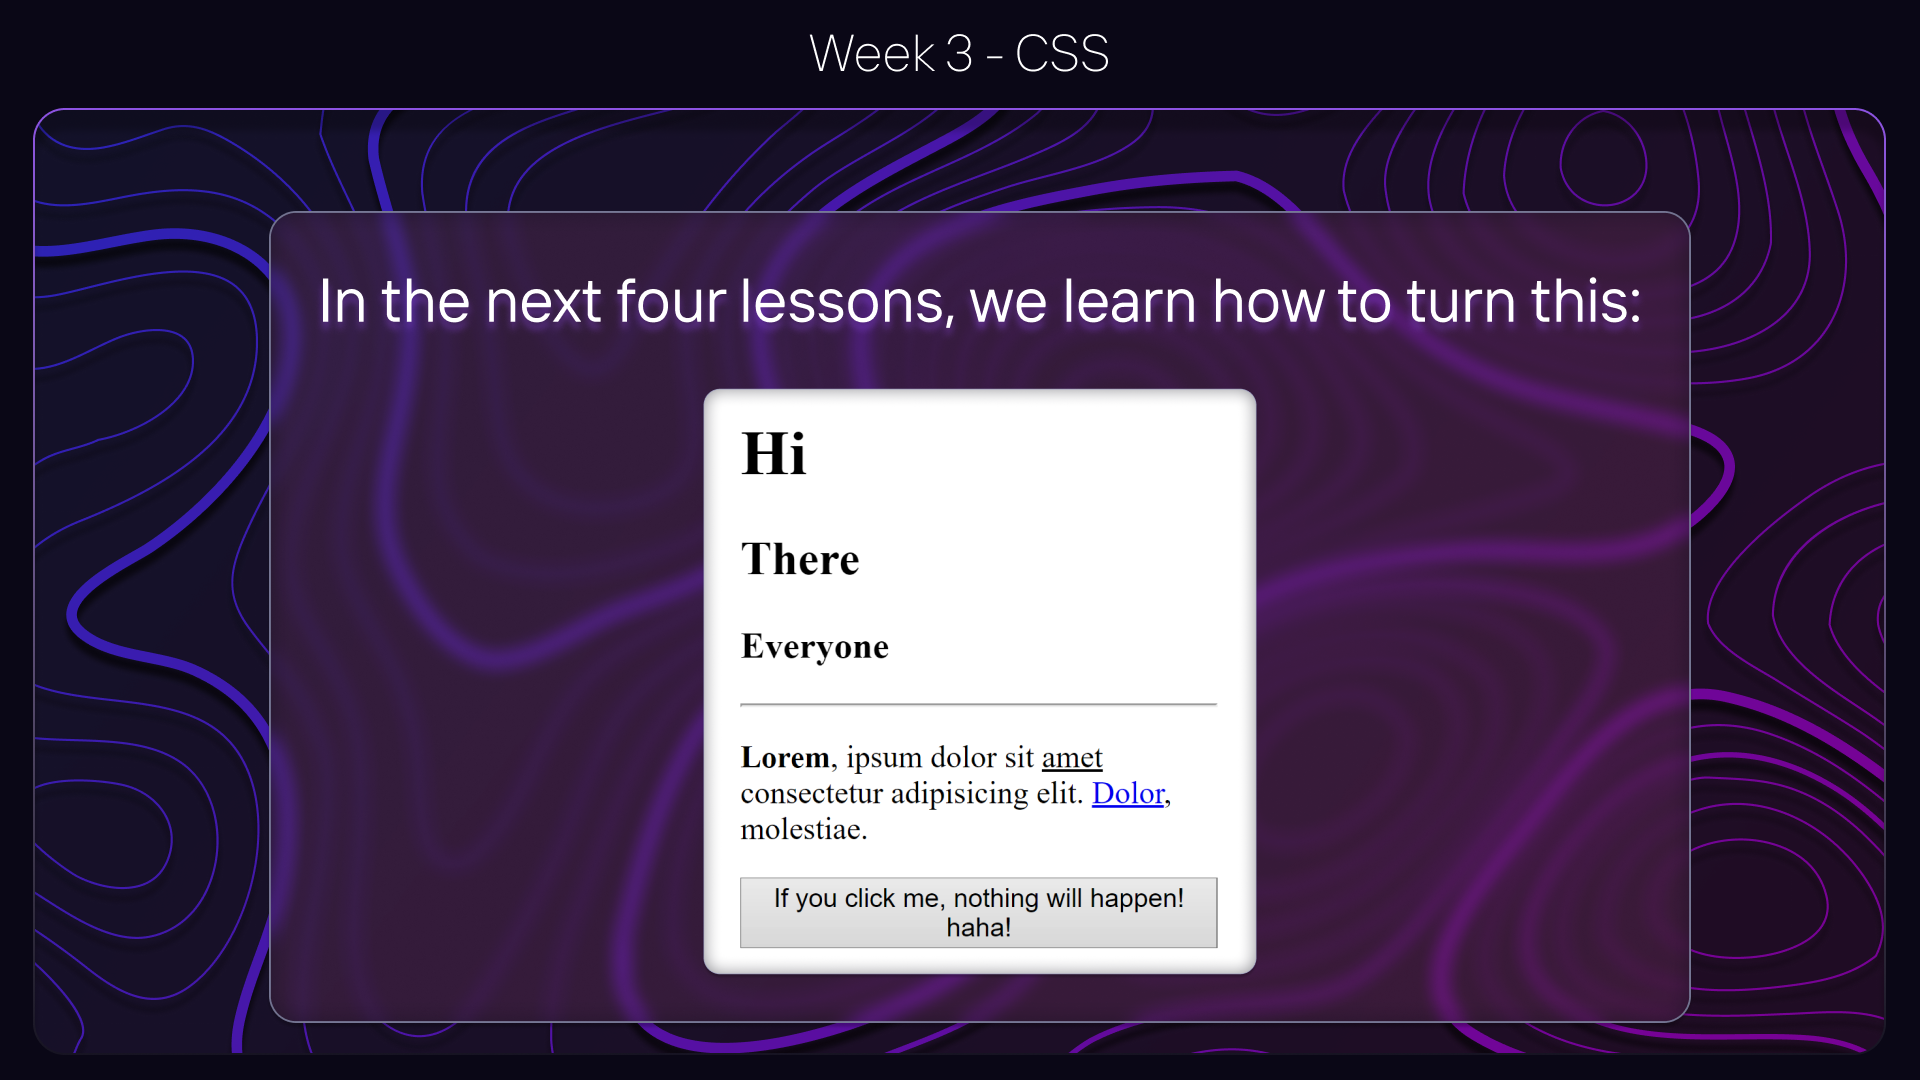 Week 3 - CSS
In the next four lessons, we learn how to turn this:
Hi
There
Everyone
Lorem, ipsum dolor sit amet
consectetur adipisicing elit. Dolor,
molestiae.
If you click me, nothing will happen!
haha!